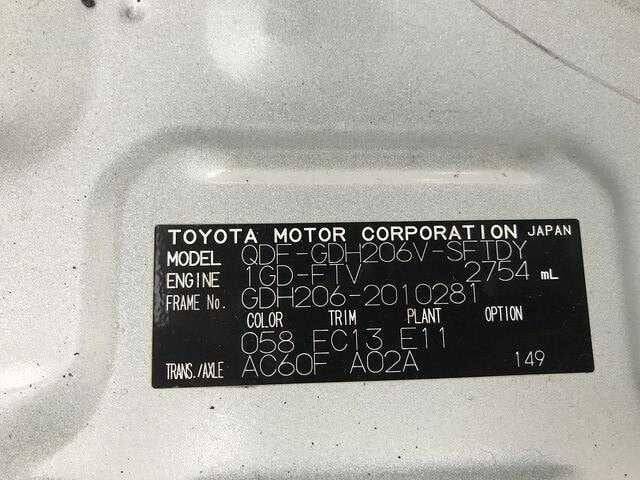 TOYOTA MOTOR CORPORATION JAPAN
MODEL QDF-GDH206V-SFTDY
ENGINE 1GD-FTV 2754 mL
FRAME No. GDH206-2010281
COLOR TRIM PLANT OPTION
058 FC13 E11
TRANS./AXLE AC60F A02A 149